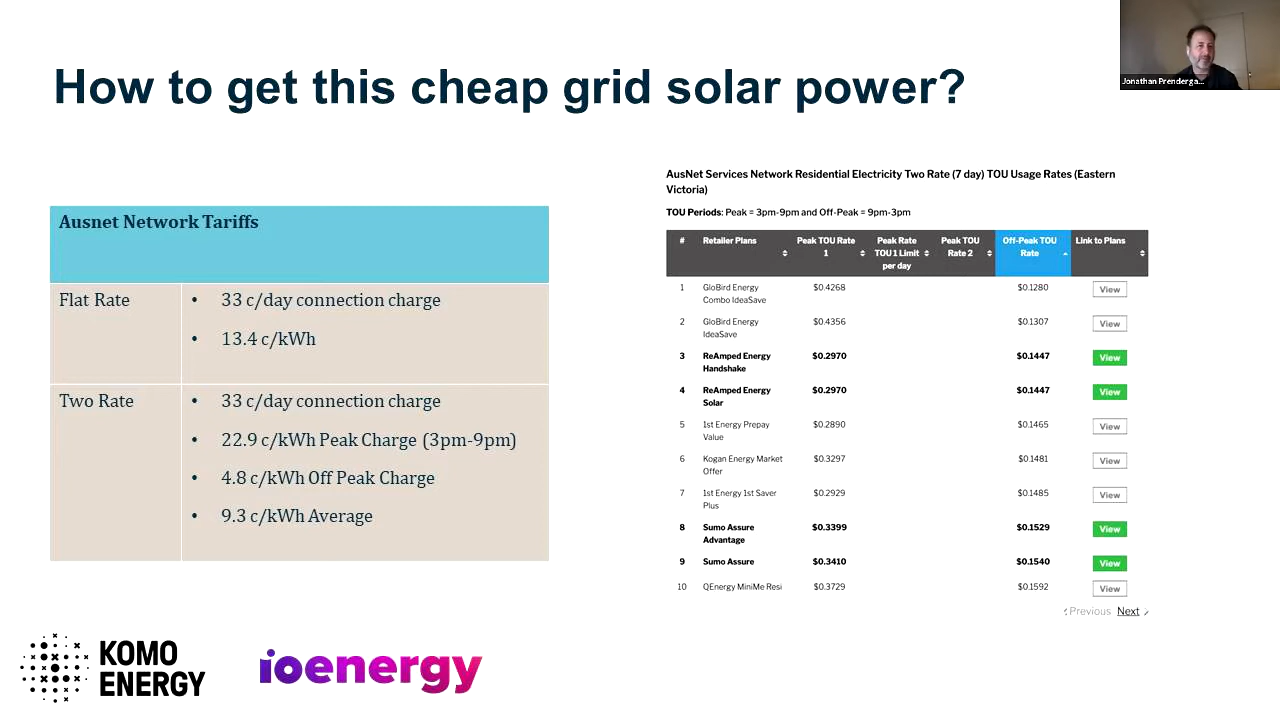 How to get this cheap grid solar power?
Jonathan Prenderga...
Ausnet Network Tariffs
Flat Rate
• 33 c/day connection charge
• 13.4 c/kWh
Two Rate
• 33 c/day connection charge
• 22.9 c/kWh Peak Charge (3pm-9pm)
• 4.8 c/kWh Off Peak Charge
• 9.3 c/kWh Average
AusNet Services Network Residential Electricity Two Rate (7 day) TOU Usage Rates (Eastern
Victoria)
TOU Periods: Peak = 3pm-9pm and Off-Peak = 9pm-3pm
# Retailer Plans Peak TOU Rate 1 Peak Rate TOU 1 Limit per day Peak TOU Rate 2 Off-Peak TOU Rate Link to Plans
1 GloBird Energy Combo IdeaSave $0.4268 $0.1280 View
2 GloBird Energy IdeaSave $0.4356 $0.1307 View
3 ReAmped Energy Handshake $0.2970 $0.1447 View
4 ReAmped Energy Solar $0.2970 $0.1447 View
5 1st Energy Prepay Value $0.2890 $0.1465 View
6 Kogan Energy Market Offer $0.3297 $0.1481 View
7 1st Energy 1st Saver Plus $0.2929 $0.1485 View
8 Sumo Assure Advantage $0.3399 $0.1529 View
9 Sumo Assure $0.3410 $0.1540 View
10 QEnergy MiniMe Resi $0.3729 $0.1592 View
Previous Next
KOMO
ENERGY
ioenergy